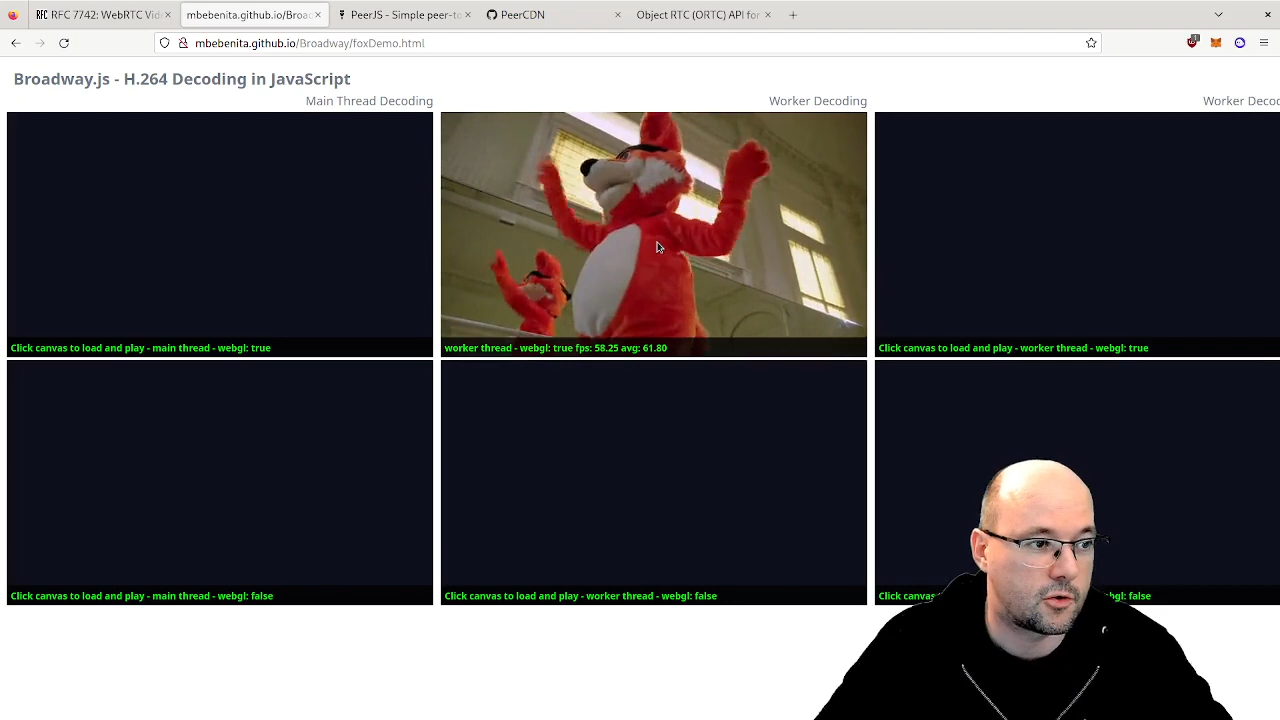 RFC RFC 7742: WebRTC Vid
mbebenita.github.io/Broad
PeerJS - Simple peer-to
PeerCDN
Object RTC (ORTC) API for
mbebenita.github.io/Broadway/foxDemo.html
1
Broadway.js - H.264 Decoding in JavaScript
Main Thread Decoding
Worker Decoding
Worker Decod
worker thread - webgl: true fps: 58.25 avg: 61.80
Click canvas to load and play - main thread - webgl: true
Click canvas to load and play - worker thread - webgl: true
Click canvas to load and play - main thread - webgl: false
Click canvas to load and play - worker thread - webgl: false
Click canvas
bgl: false